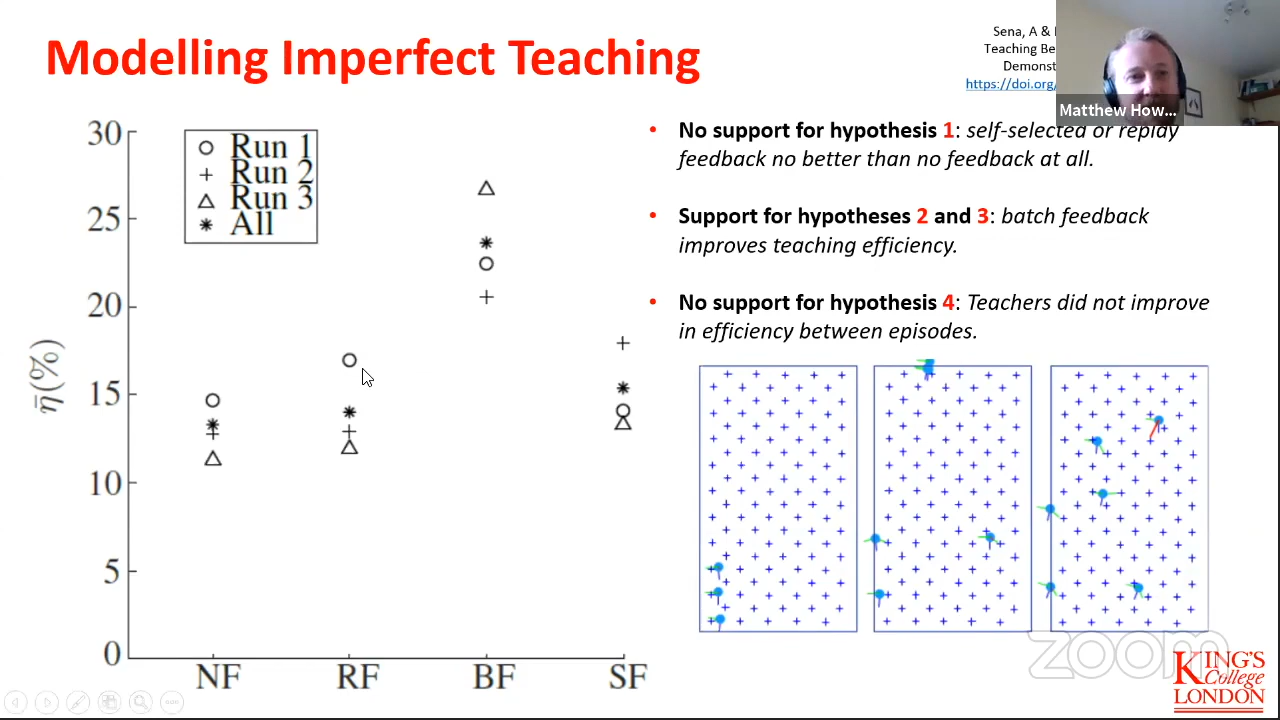 Modelling Imperfect Teaching
Sena, A &
Teaching Be
Demonst
https://doi.org/
Matthew How...
30
25
20
15
10
5
0
η̄(%)
Run 1
Run 2
Run 3
All
NF
RF
BF
SF
• No support for hypothesis 1: self-selected or replay
feedback no better than no feedback at all.
• Support for hypotheses 2 and 3: batch feedback
improves teaching efficiency.
• No support for hypothesis 4: Teachers did not improve
in efficiency between episodes.
zoom
KING'S
College
LONDON